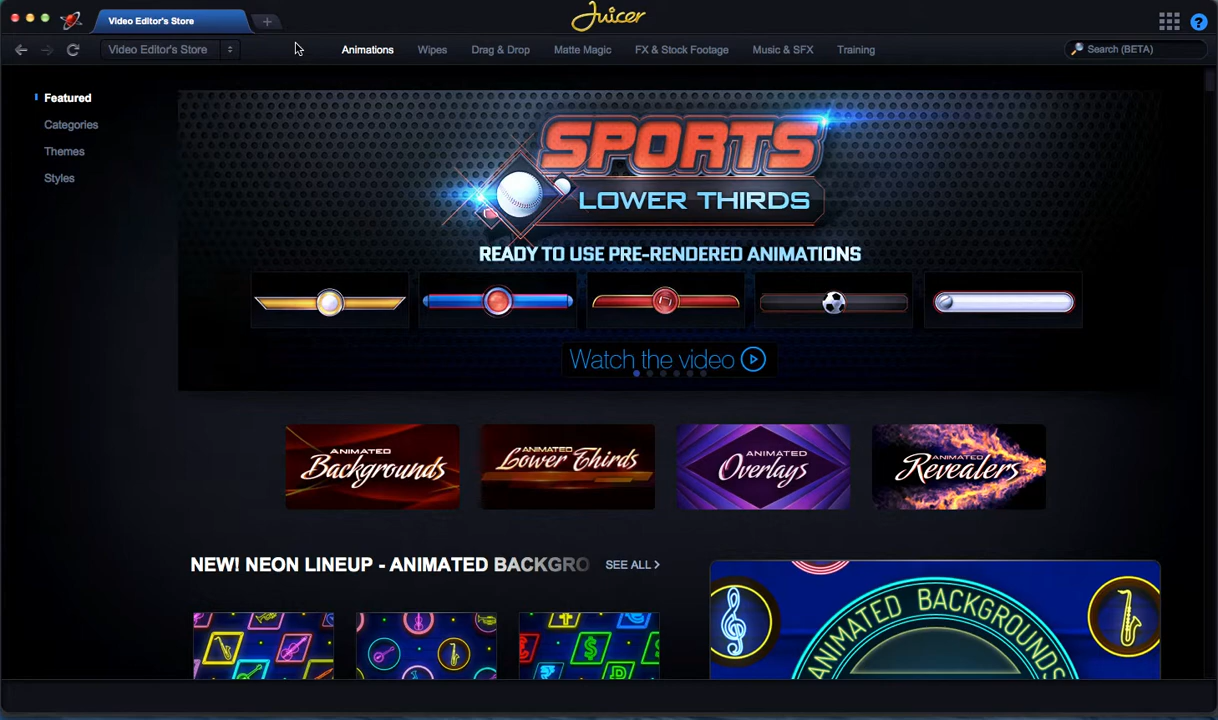 Video Editor's Store
+
Juicer
?
Video Editor's Store
Animations
Wipes
Drag & Drop
Matte Magic
FX & Stock Footage
Music & SFX
Training
Search (BETA)
Featured
Categories
Themes
Styles
SPORTS
LOWER THIRDS
READY TO USE PRE-RENDERED ANIMATIONS
Watch the video
ANIMATED
Backgrounds
ANIMATED
Lower Thirds
ANIMATED
Overlays
ANIMATED
Revealers
NEW! NEON LINEUP - ANIMATED BACKGRO
SEE ALL >
ANIMATED BACKGROUNDS